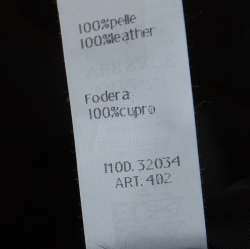 100%pelle
100%leather
Fodera
100%cupro
MOD. 32034
ART. 402